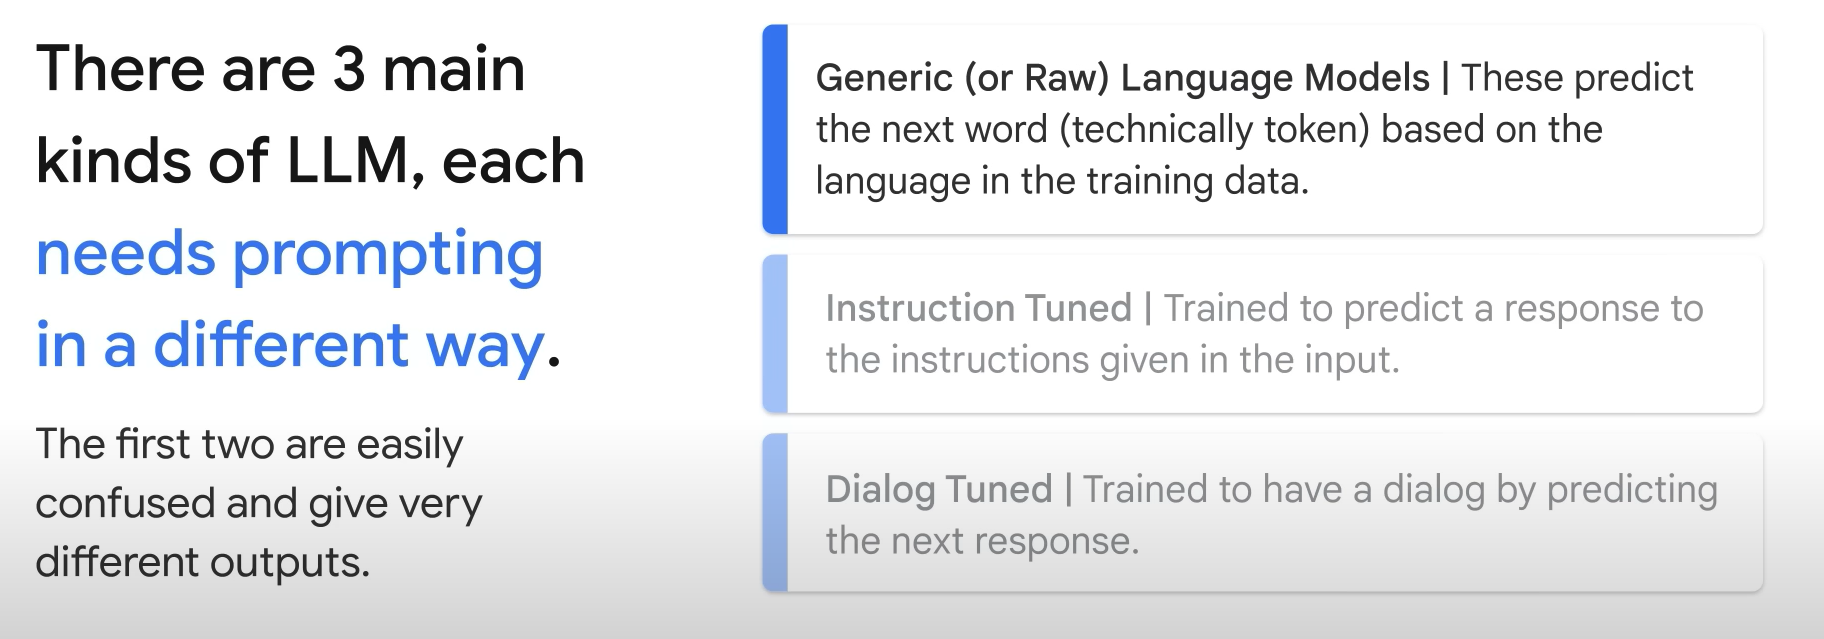 There are 3 main
kinds of LLM, each
needs prompting
in a different way.
The first two are easily
confused and give very
different outputs.
Generic (or Raw) Language Models | These predict
the next word (technically token) based on the
language in the training data.
Instruction Tuned | Trained to predict a response to
the instructions given in the input.
Dialog Tuned | Trained to have a dialog by predicting
the next response.